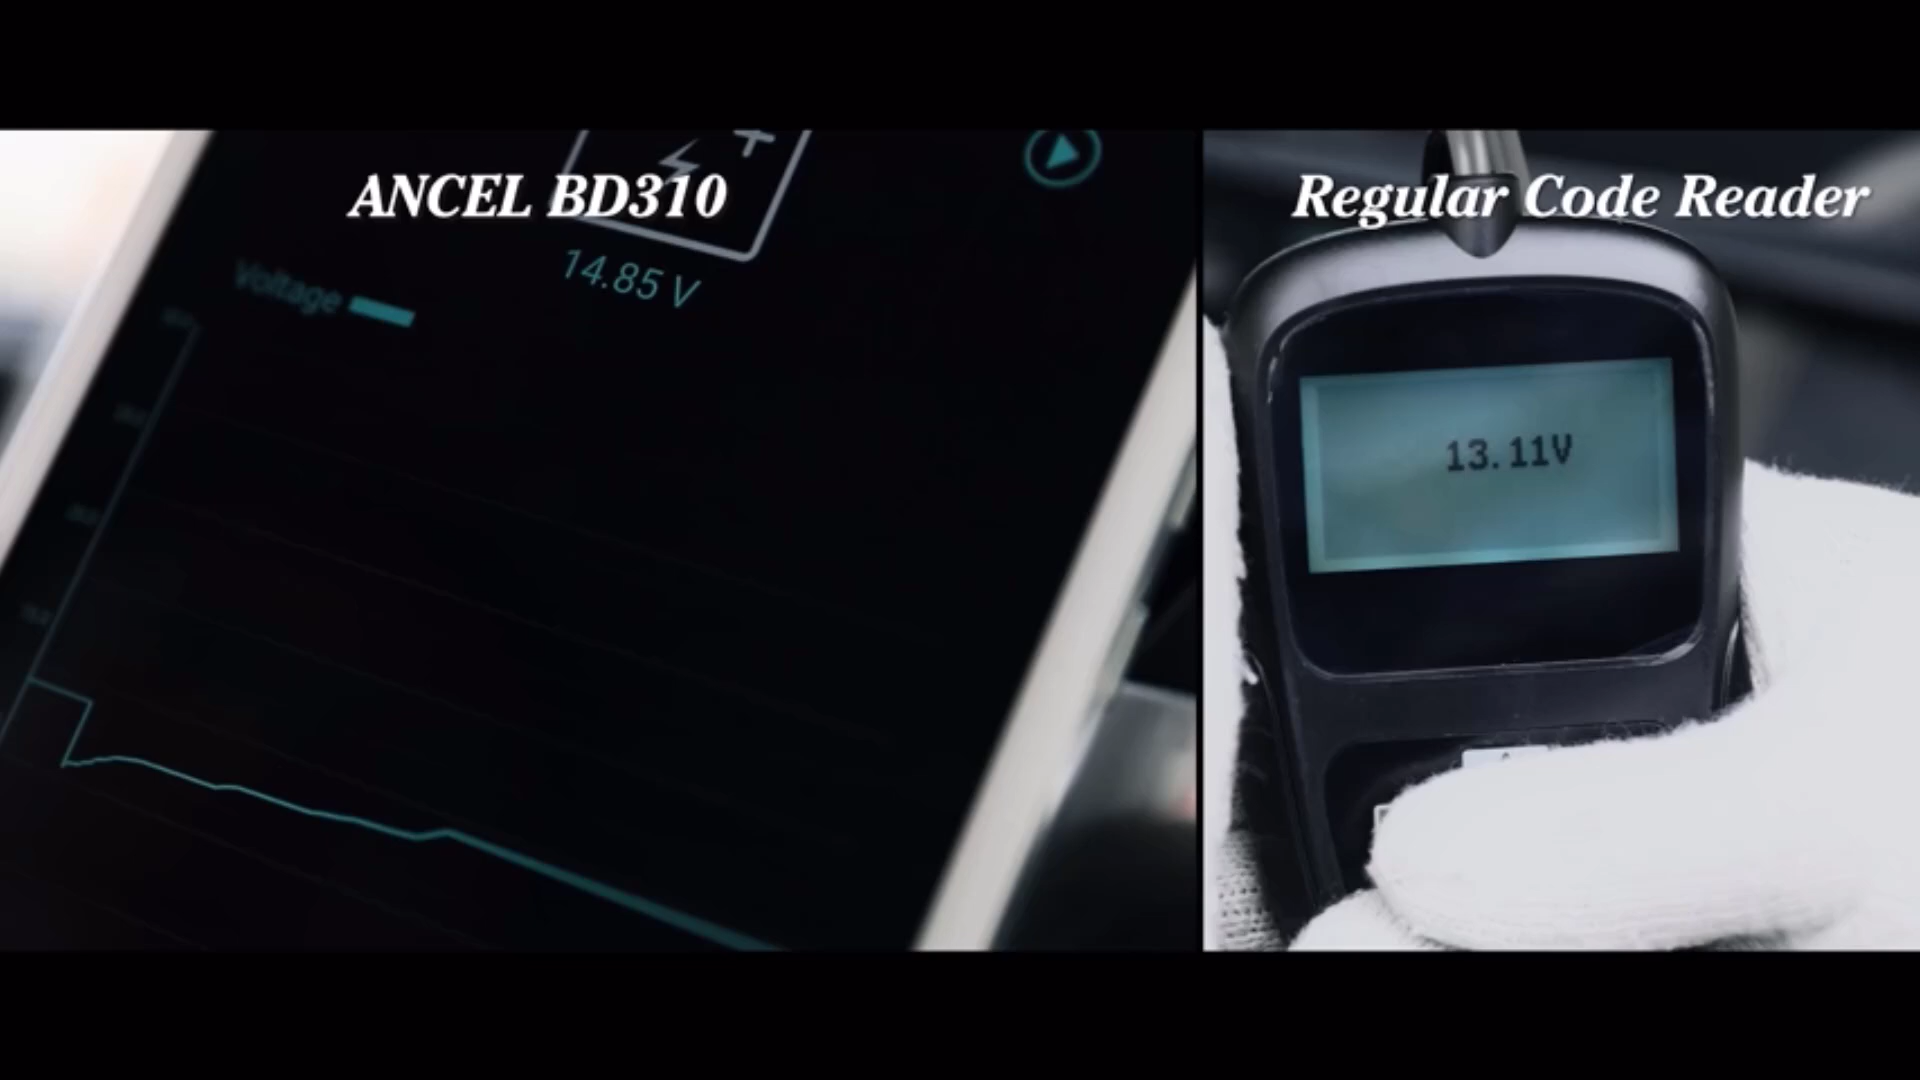 ANCEL BD310
14.85 V
Voltage
Regular Code Reader
13.11V